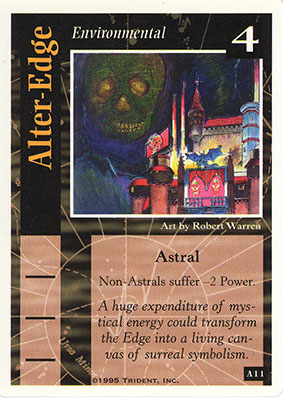 Alter-Edge
Environmental
4
Art by Robert Warren
Astral
Non-Astrals suffer –2 Power.
A huge expenditure of mys-
tical energy could transform
the Edge into a living can-
vas of surreal symbolism.
©1995 TRIDENT, INC.
A11